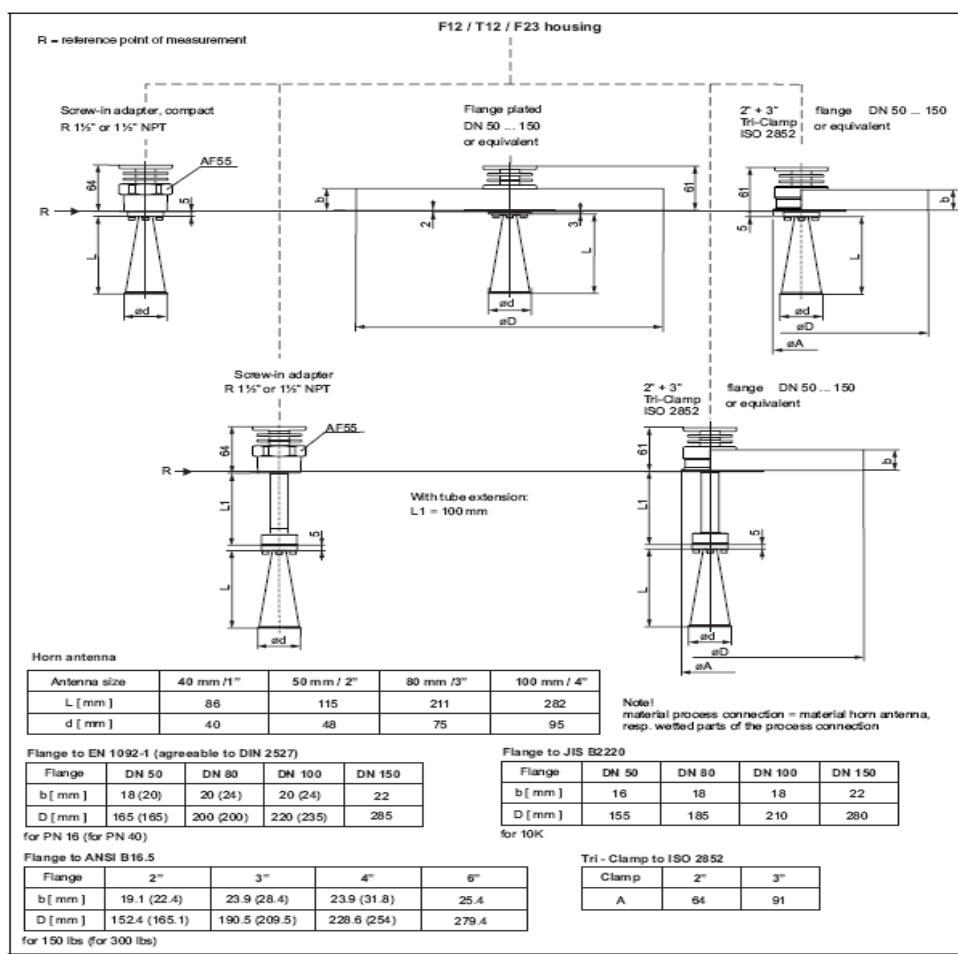 F12 / T12 / F23 housing
R = reference point of measurement
Screw-in adapter, compact
R 1½" or 1½" NPT
Flange plated
DN 50 ... 150
or equivalent
2" + 3"
Tri-Clamp
ISO 2852
flange DN 50 ... 150
or equivalent
AF55
64
5
R
L
ød
b
61
2
3
L
ød
øD
61
5
b
L
ød
øD
øA
Screw-in adapter
R 1½" or 1½" NPT
2" + 3"
Tri-Clamp
ISO 2852
flange DN 50 ... 150
or equivalent
AF55
64
R
L1
5
L
ød
With tube extension:
L1 = 100 mm
61
b
L1
5
L
ød
øD
øA
Horn antenna
Antenna size 40 mm /1" 50 mm / 2" 80 mm /3" 100 mm / 4"
L [ mm ] 86 115 211 282
d [ mm ] 40 48 75 95
Note!
material process connection = material horn antenna,
resp. wetted parts of the process connection
Flange to EN 1092-1 (agreeable to DIN 2527)
Flange DN 50 DN 80 DN 100 DN 150
b [ mm ] 18 (20) 20 (24) 20 (24) 22
D [ mm ] 165 (165) 200 (200) 220 (235) 285
for PN 16 (for PN 40)
Flange to JIS B2220
Flange DN 50 DN 80 DN 100 DN 150
b [ mm ] 16 18 18 22
D [ mm ] 155 185 210 280
for 10K
Flange to ANSI B16.5
Flange 2" 3" 4" 6"
b [ mm ] 19.1 (22.4) 23.9 (28.4) 23.9 (31.8) 25.4
D [ mm ] 152.4 (165.1) 190.5 (209.5) 228.6 (254) 279.4
for 150 lbs (for 300 lbs)
Tri - Clamp to ISO 2852
Clamp 2" 3"
A 64 91